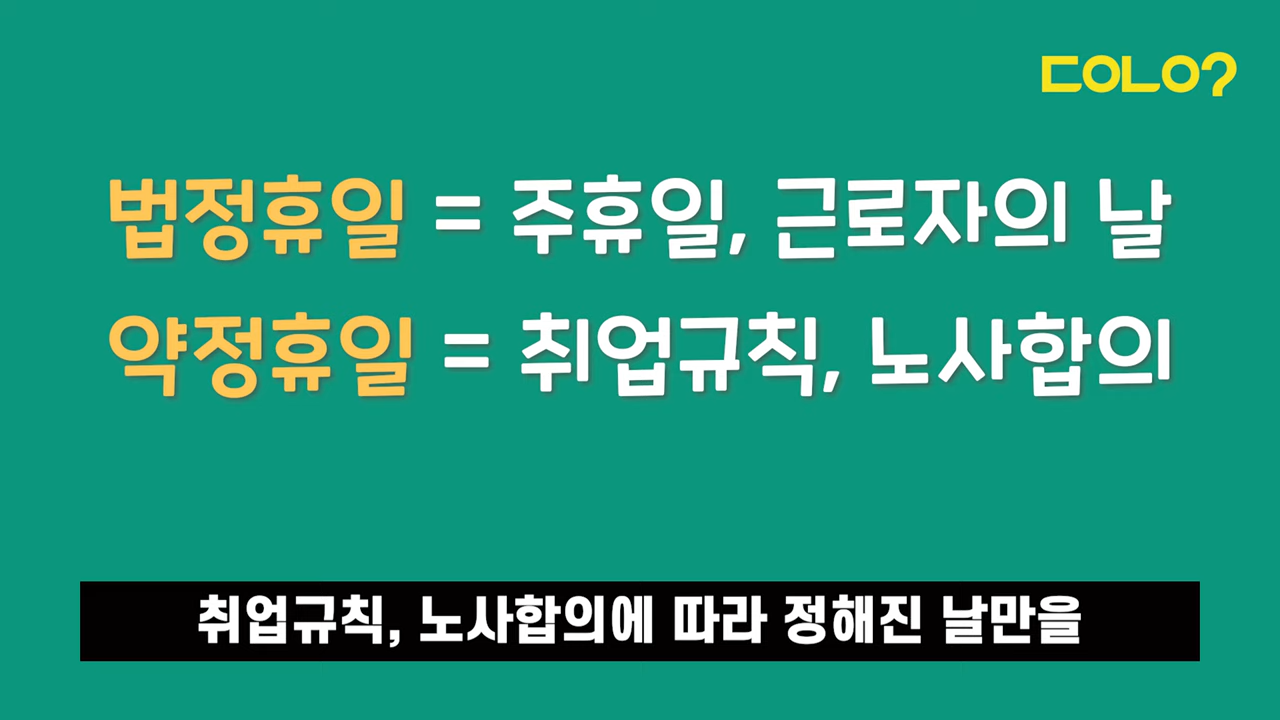 ㄷㅇㄴㅇ?
법정휴일 = 주휴일, 근로자의 날
약정휴일 = 취업규칙, 노사합의
취업규칙, 노사합의에 따라 정해진 날만을